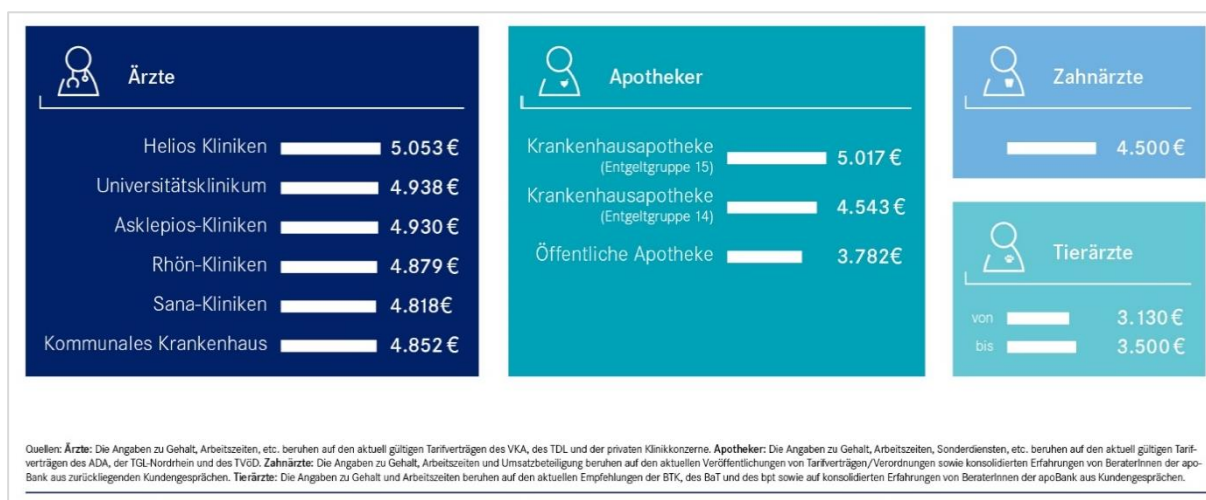 Ärzte
Helios Kliniken 5.053 €
Universitätsklinikum 4.938 €
Asklepios-Kliniken 4.930 €
Rhön-Kliniken 4.879 €
Sana-Kliniken 4.818€
Kommunales Krankenhaus 4.852 €
Apotheker
Krankenhausapotheke
(Entgeltgruppe 15) 5.017 €
Krankenhausapotheke
(Entgeltgruppe 14) 4.543 €
Öffentliche Apotheke 3.782€
Zahnärzte
4.500 €
Tierärzte
von 3.130 €
bis 3.500 €
Quellen: Ärzte: Die Angaben zu Gehalt, Arbeitszeiten, etc. beruhen auf den aktuell gültigen Tarifverträgen des VKA, des TDL und der privaten Klinikkonzerne. Apotheker: Die Angaben zu Gehalt, Arbeitszeiten, Sonderdiensten, etc. beruhen auf den aktuell gültigen Tarif-
verträgen des ADA, der TGL-Nordrhein und des TVöD. Zahnärzte: Die Angaben zu Gehalt, Arbeitszeiten und Umsatzbeteiligung beruhen auf den aktuellen Veröffentlichungen von Tarifverträgen/Verordnungen sowie konsolidierten Erfahrungen von BeraterInnen der apo-
Bank aus zurückliegenden Kundengesprächen. Tierärzte: Die Angaben zu Gehalt und Arbeitszeiten beruhen auf den aktuellen Empfehlungen der BTK, des BaT und des bpt sowie auf konsolidierten Erfahrungen von BeraterInnen der apoBank aus Kundengesprächen.